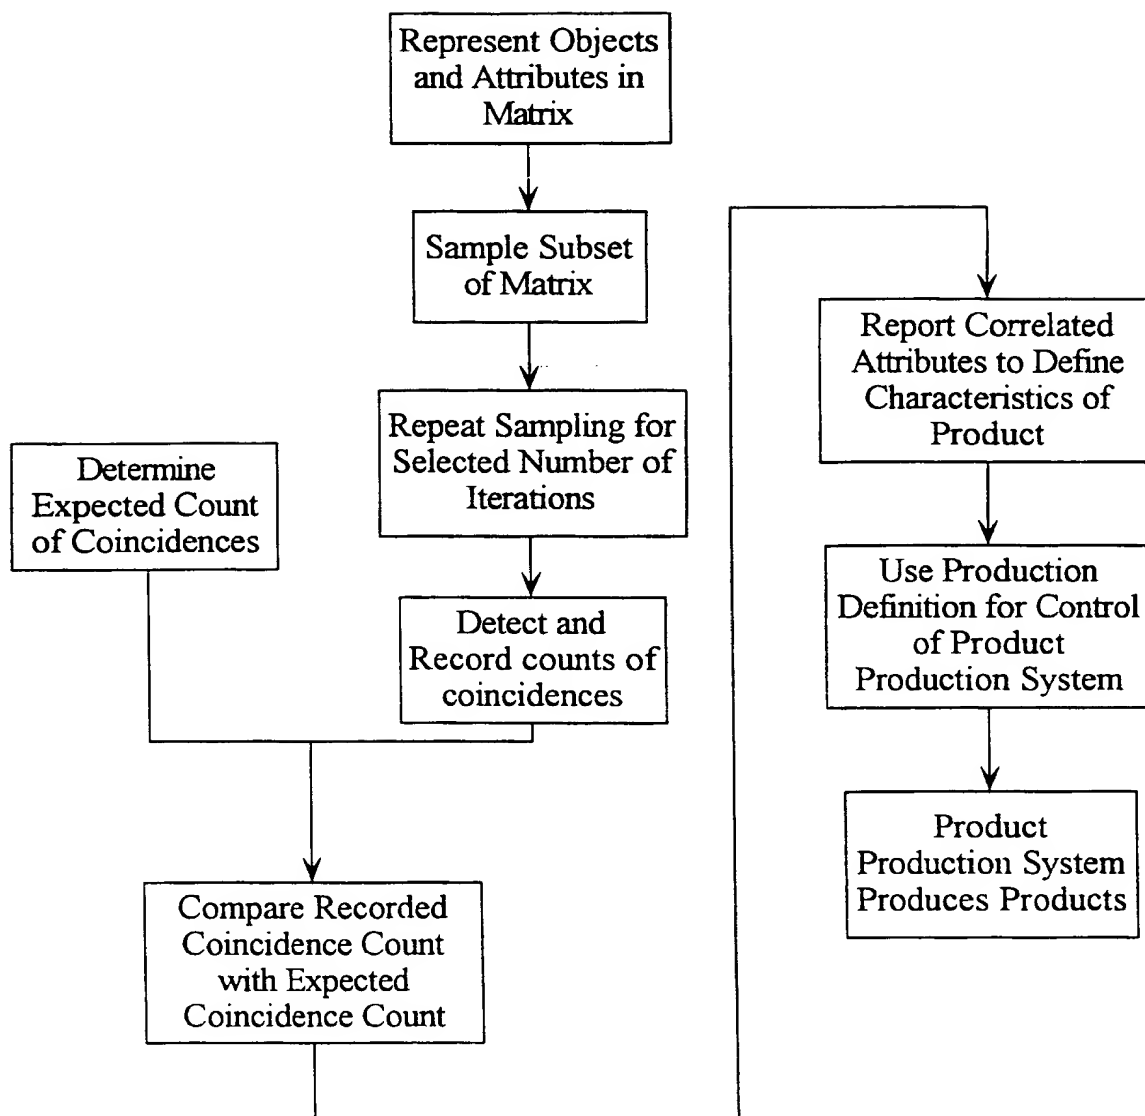 Represent Objects
and Attributes in
Matrix
Sample Subset
of Matrix
Repeat Sampling for
Selected Number of
Iterations
Determine
Expected Count
of Coincidences
Detect and
Record counts of
coincidences
Compare Recorded
Coincidence Count
with Expected
Coincidence Count
Report Correlated
Attributes to Define
Characteristics of
Product
Use Production
Definition for Control
of Product
Production System
Product
Production System
Produces Products